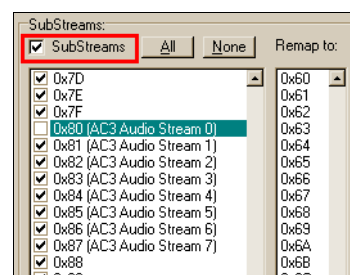 SubStreams:
SubStreams All None Remap to:
0x7D 0x60
0x7E 0x61
0x7F 0x62
0x80 (AC3 Audio Stream 0) 0x63
0x81 (AC3 Audio Stream 1) 0x64
0x82 (AC3 Audio Stream 2) 0x65
0x83 (AC3 Audio Stream 3) 0x66
0x84 (AC3 Audio Stream 4) 0x67
0x85 (AC3 Audio Stream 5) 0x68
0x86 (AC3 Audio Stream 6) 0x69
0x87 (AC3 Audio Stream 7) 0x6A
0x88 0x6B